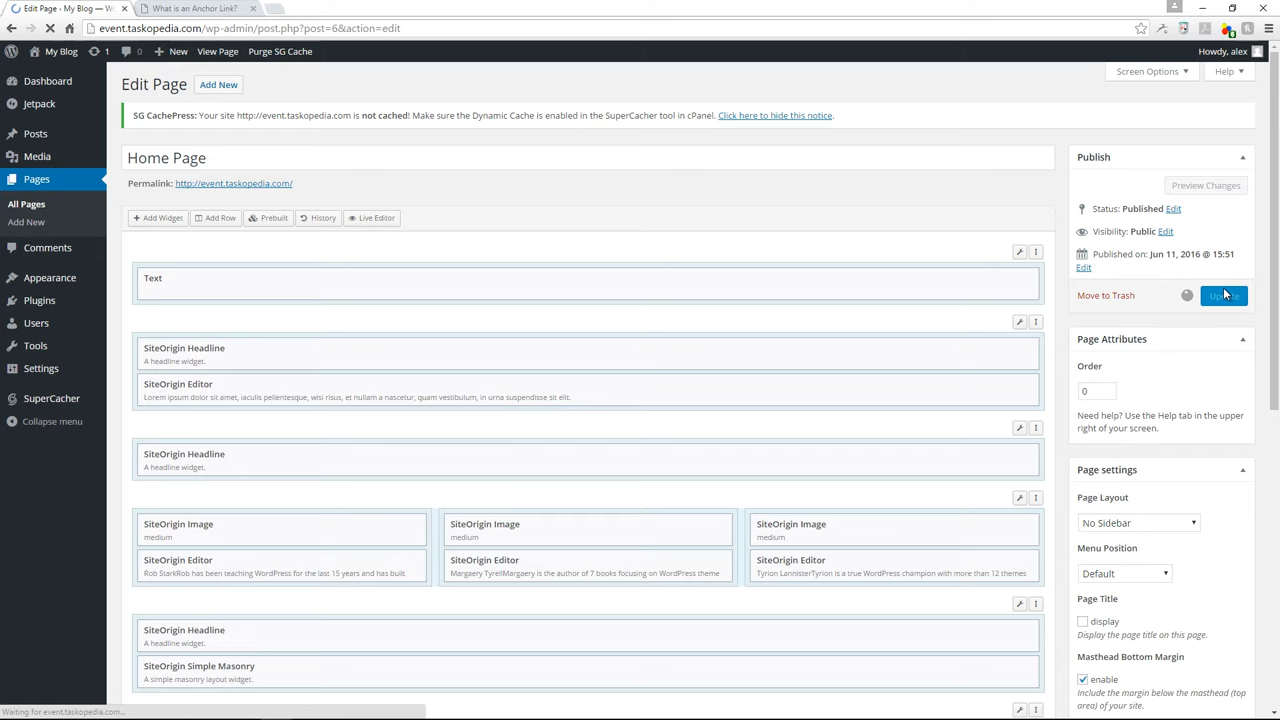 Edit Page ‹ My Blog — W
What is an Anchor Link?
event.taskopedia.com/wp-admin/post.php?post=6&action=edit
My Blog
1
0
New
View Page
Purge SG Cache
Howdy, alex
Dashboard
Jetpack
Posts
Media
Pages
All Pages
Add New
Comments
Appearance
Plugins
Users
Tools
Settings
SuperCacher
Collapse menu
Screen Options
Help
Edit Page
Add New
SG CachePress: Your site http://event.taskopedia.com is not cached! Make sure the Dynamic Cache is enabled in the SuperCacher tool in cPanel. Click here to hide this notice.
Home Page
Permalink: http://event.taskopedia.com/
Add Widget
Add Row
Prebuilt
History
Live Editor
Text
SiteOrigin Headline
A headline widget.
SiteOrigin Editor
Lorem ipsum dolor sit amet, iaculis pellentesque, wisi risus, et nullam a nascetur, quam vestibulum, in urna suspendisse sit elit.
SiteOrigin Headline
A headline widget.
SiteOrigin Image
medium
SiteOrigin Editor
Rob StarkRob has been teaching WordPress for the last 15 years and has built
SiteOrigin Image
medium
SiteOrigin Editor
Margaery TyrellMargaery is the author of 7 books focusing on WordPress theme
SiteOrigin Image
medium
SiteOrigin Editor
Tyrion LannisterTyrion is a true WordPress champion with more than 12 themes
SiteOrigin Headline
A headline widget.
SiteOrigin Simple Masonry
A simple masonry layout widget.
Publish
Preview Changes
Status: Published Edit
Visibility: Public Edit
Published on: Jun 11, 2016 @ 15:51
Edit
Move to Trash
Update
Page Attributes
Order
0
Need help? Use the Help tab in the upper
right of your screen.
Page settings
Page Layout
No Sidebar
Menu Position
Default
Page Title
display
Display the page title on this page.
Masthead Bottom Margin
enable
Include the margin below the masthead (top
area) of your site.
Waiting for event.taskopedia.com...